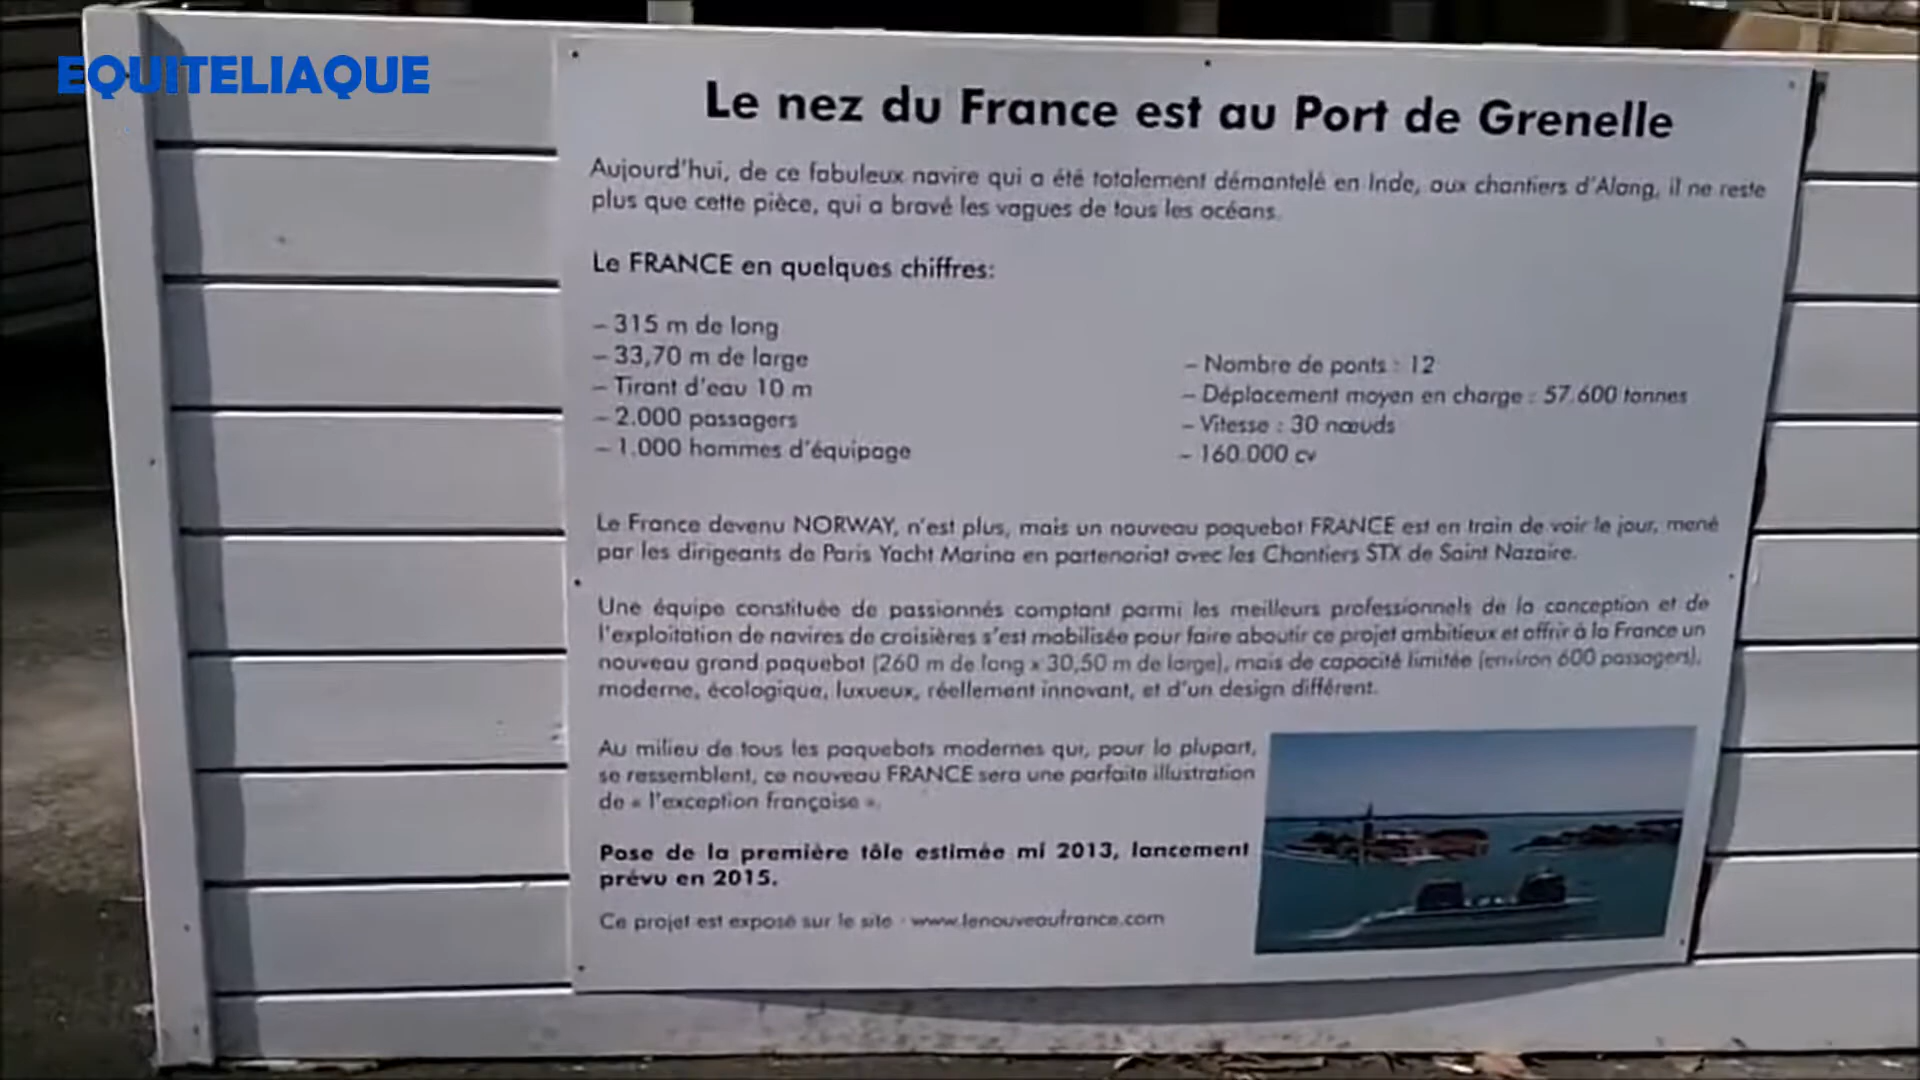 EQUITELIAQUE
Le nez du France est au Port de Grenelle
Aujourd'hui, de ce fabuleux navire qui a été totalement démantelé en Inde, aux chantiers d'Alang, il ne reste
plus que cette pièce, qui a bravé les vagues de tous les océans.
Le FRANCE en quelques chiffres:
– 315 m de long
– 33,70 m de large
– Tirant d'eau 10 m
– 2.000 passagers
– 1.000 hommes d'équipage
– Nombre de ponts : 12
– Déplacement moyen en charge : 57.600 tonnes
– Vitesse : 30 nœuds
– 160.000 cv
Le France devenu NORWAY, n'est plus, mais un nouveau paquebot FRANCE est en train de voir le jour, mené
par les dirigeants de Paris Yacht Marina en partenariat avec les Chantiers STX de Saint Nazaire.
Une équipe constituée de passionnés comptant parmi les meilleurs professionnels de la conception et de
l'exploitation de navires de croisières s'est mobilisée pour faire aboutir ce projet ambitieux et offrir à la France un
nouveau grand paquebot (260 m de long x 30,50 m de large), mais de capacité limitée (environ 600 passagers),
moderne, écologique, luxueux, réellement innovant, et d'un design différent.
Au milieu de tous les paquebots modernes qui, pour la plupart,
se ressemblent, ce nouveau FRANCE sera une parfaite illustration
de « l'exception française ».
Pose de la première tôle estimée mi 2013, lancement
prévu en 2015.
Ce projet est exposé sur le site : www.lenouveaufrance.com